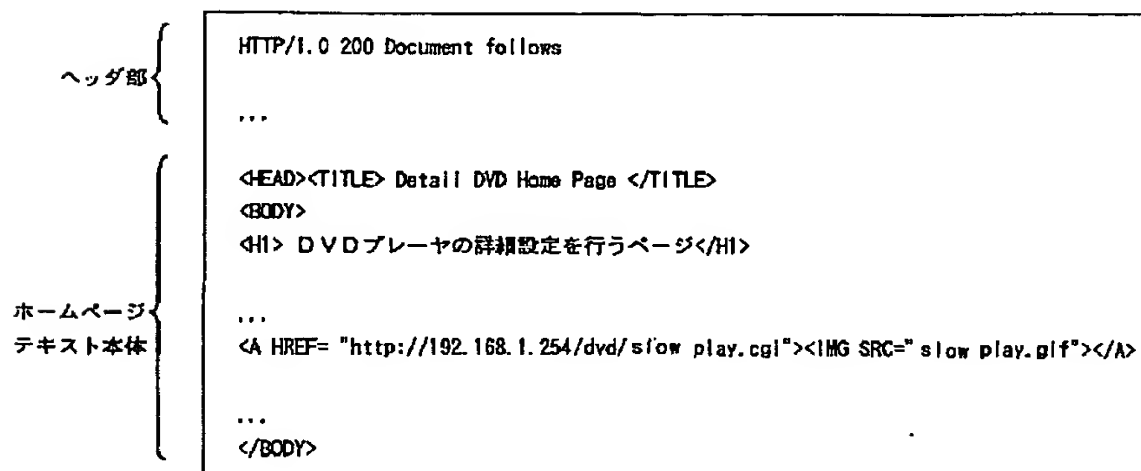 ヘッダ部
HTTP/1.0 200 Document follows
...
ホームページ
テキスト本体
<HEAD><TITLE> Detail DVD Home Page </TITLE>
<BODY>
<H1> DVDプレーヤの詳細設定を行うページ</H1>
...
<A HREF= "http://192.168.1.254/dvd/slow play.cgi"><IMG SRC="slow play.gif"></A>
...
</BODY>